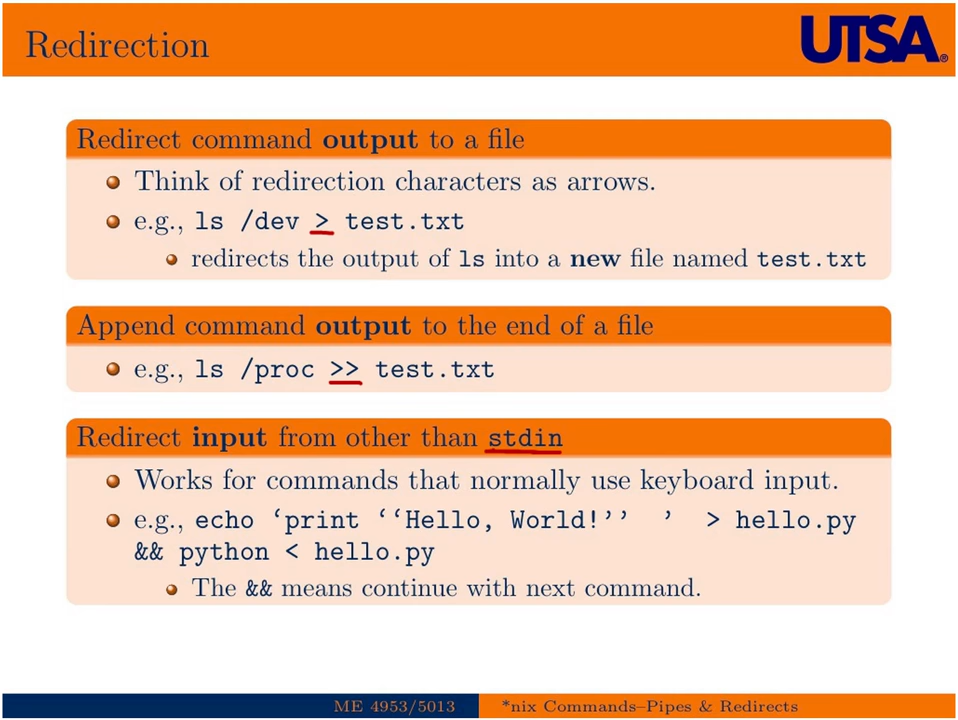 Redirection
UTSA®
Redirect command output to a file
Think of redirection characters as arrows.
e.g., ls /dev > test.txt
redirects the output of ls into a new file named test.txt
Append command output to the end of a file
e.g., ls /proc >> test.txt
Redirect input from other than stdin
Works for commands that normally use keyboard input.
e.g., echo ‘print ‘‘Hello, World!’’ ’ > hello.py
&& python < hello.py
The && means continue with next command.
ME 4953/5013 *nix Commands–Pipes & Redirects